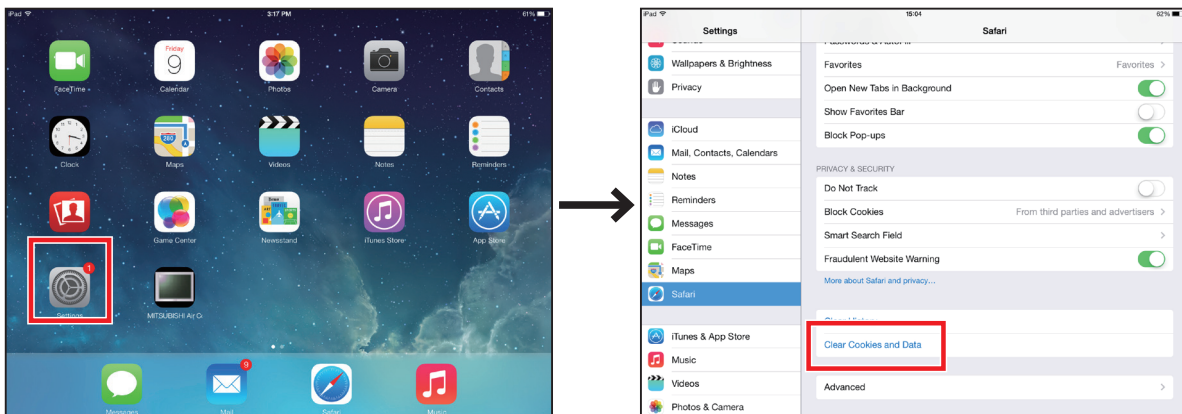 iPad 3:17 PM 61%
Friday
9
FaceTime Calendar Photos Camera Contacts
280
Clock Maps Videos Notes Reminders
Game Center Newsstand iTunes Store App Store
1
Settings MITSUBISHI Air C
9
Messages Mail Safari Music
iPad 15:04 62%
Settings
Wallpapers & Brightness
Privacy
iCloud
Mail, Contacts, Calendars
Notes
Reminders
Messages
FaceTime
Maps
Safari
iTunes & App Store
Music
Videos
Photos & Camera
Safari
Favorites Favorites >
Open New Tabs in Background
Show Favorites Bar
Block Pop-ups
PRIVACY & SECURITY
Do Not Track
Block Cookies From third parties and advertisers >
Smart Search Field >
Fraudulent Website Warning
More about Safari and privacy...
Clear History
Clear Cookies and Data
Advanced >